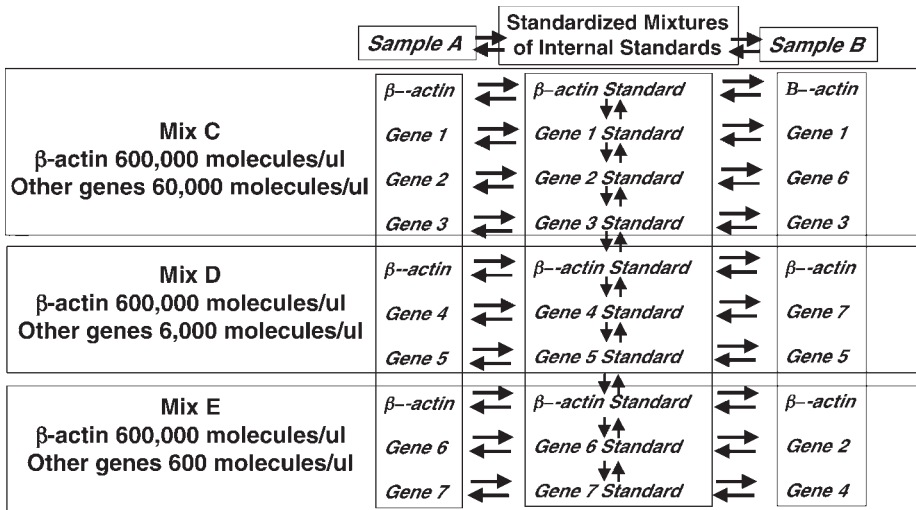 Sample A
Standardized Mixtures
of Internal Standards
Sample B
Mix C
β-actin 600,000 molecules/ul
Other genes 60,000 molecules/ul
β--actin
β-actin Standard
B--actin
Gene 1
Gene 1 Standard
Gene 1
Gene 2
Gene 2 Standard
Gene 6
Gene 3
Gene 3 Standard
Gene 3
Mix D
β-actin 600,000 molecules/ul
Other genes 6,000 molecules/ul
β--actin
β--actin Standard
β--actin
Gene 4
Gene 4 Standard
Gene 7
Gene 5
Gene 5 Standard
Gene 5
Mix E
β-actin 600,000 molecules/ul
Other genes 600 molecules/ul
β--actin
β--actin Standard
β--actin
Gene 6
Gene 6 Standard
Gene 2
Gene 7
Gene 7 Standard
Gene 4